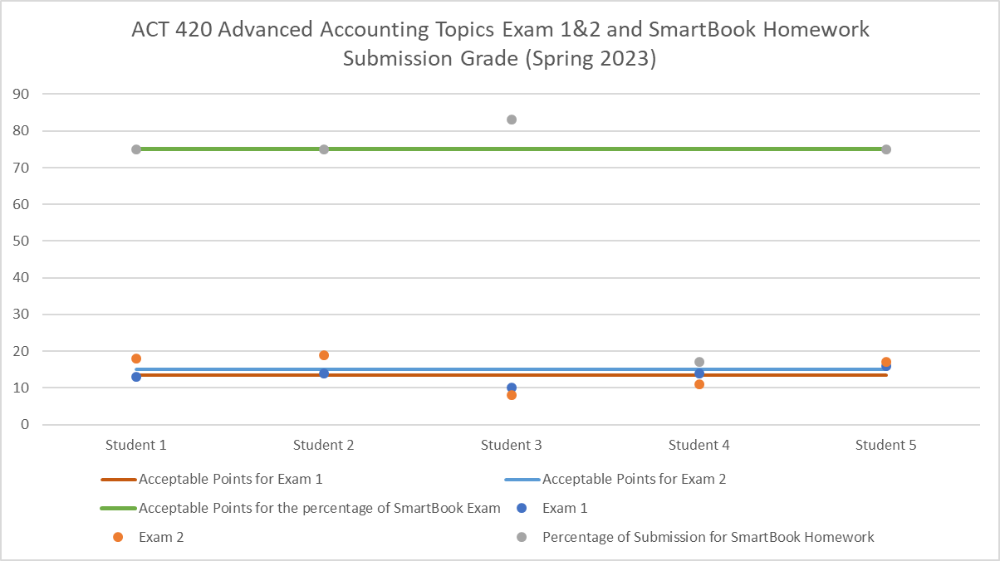 ACT 420 Advanced Accounting Topics Exam 1&2 and SmartBook Homework
Submission Grade (Spring 2023)
90
80
70
60
50
40
30
20
10
0
Student 1 Student 2 Student 3 Student 4 Student 5
Acceptable Points for Exam 1 Acceptable Points for Exam 2
Acceptable Points for the percentage of SmartBook Exam Exam 1
Exam 2 Percentage of Submission for SmartBook Homework